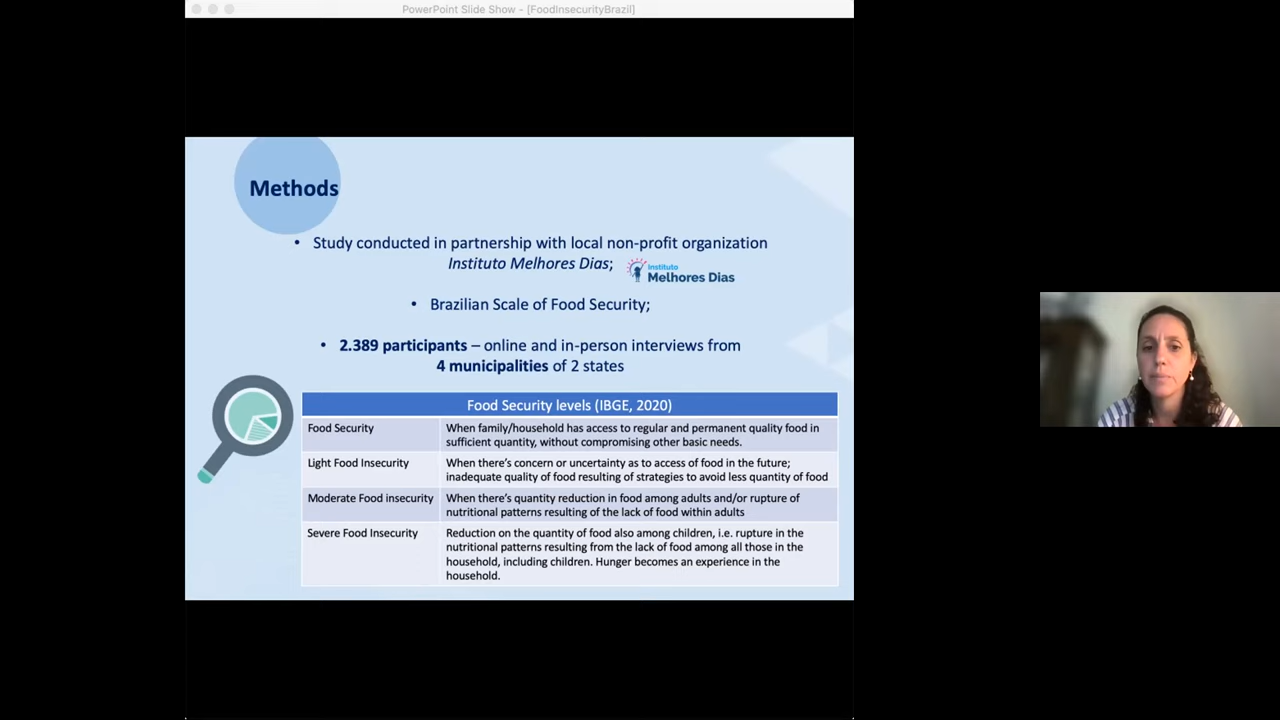 PowerPoint Slide Show - [FoodInsecurityBrazil]
Methods
• Study conducted in partnership with local non-profit organization
Instituto Melhores Dias;
Instituto
Melhores Dias
• Brazilian Scale of Food Security;
• 2.389 participants – online and in-person interviews from
4 municipalities of 2 states
Food Security levels (IBGE, 2020)
Food Security
When family/household has access to regular and permanent quality food in
sufficient quantity, without compromising other basic needs.
Light Food Insecurity
When there's concern or uncertainty as to access of food in the future;
inadequate quality of food resulting of strategies to avoid less quantity of food
Moderate Food insecurity
When there's quantity reduction in food among adults and/or rupture of
nutritional patterns resulting of the lack of food within adults
Severe Food Insecurity
Reduction on the quantity of food also among children, i.e. rupture in the
nutritional patterns resulting from the lack of food among all those in the
household, including children. Hunger becomes an experience in the
household.